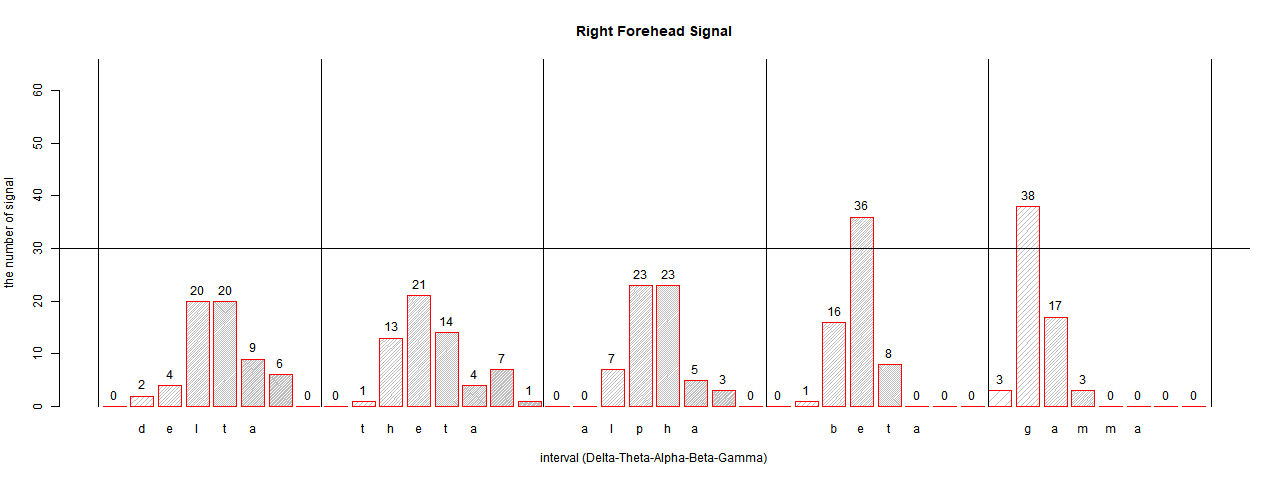 Right Forehead Signal
the number of signal
60
50
40
30
20
10
0
0 2 4 20 20 9 6 0 0 1 13 21 14 4 7 1 0 0 7 23 23 5 3 0 0 1 16 36 8 0 0 0 3 38 17 3 0 0 0 0
d e l t a t h e t a a l p h a b e t a g a m m a
interval (Delta-Theta-Alpha-Beta-Gamma)